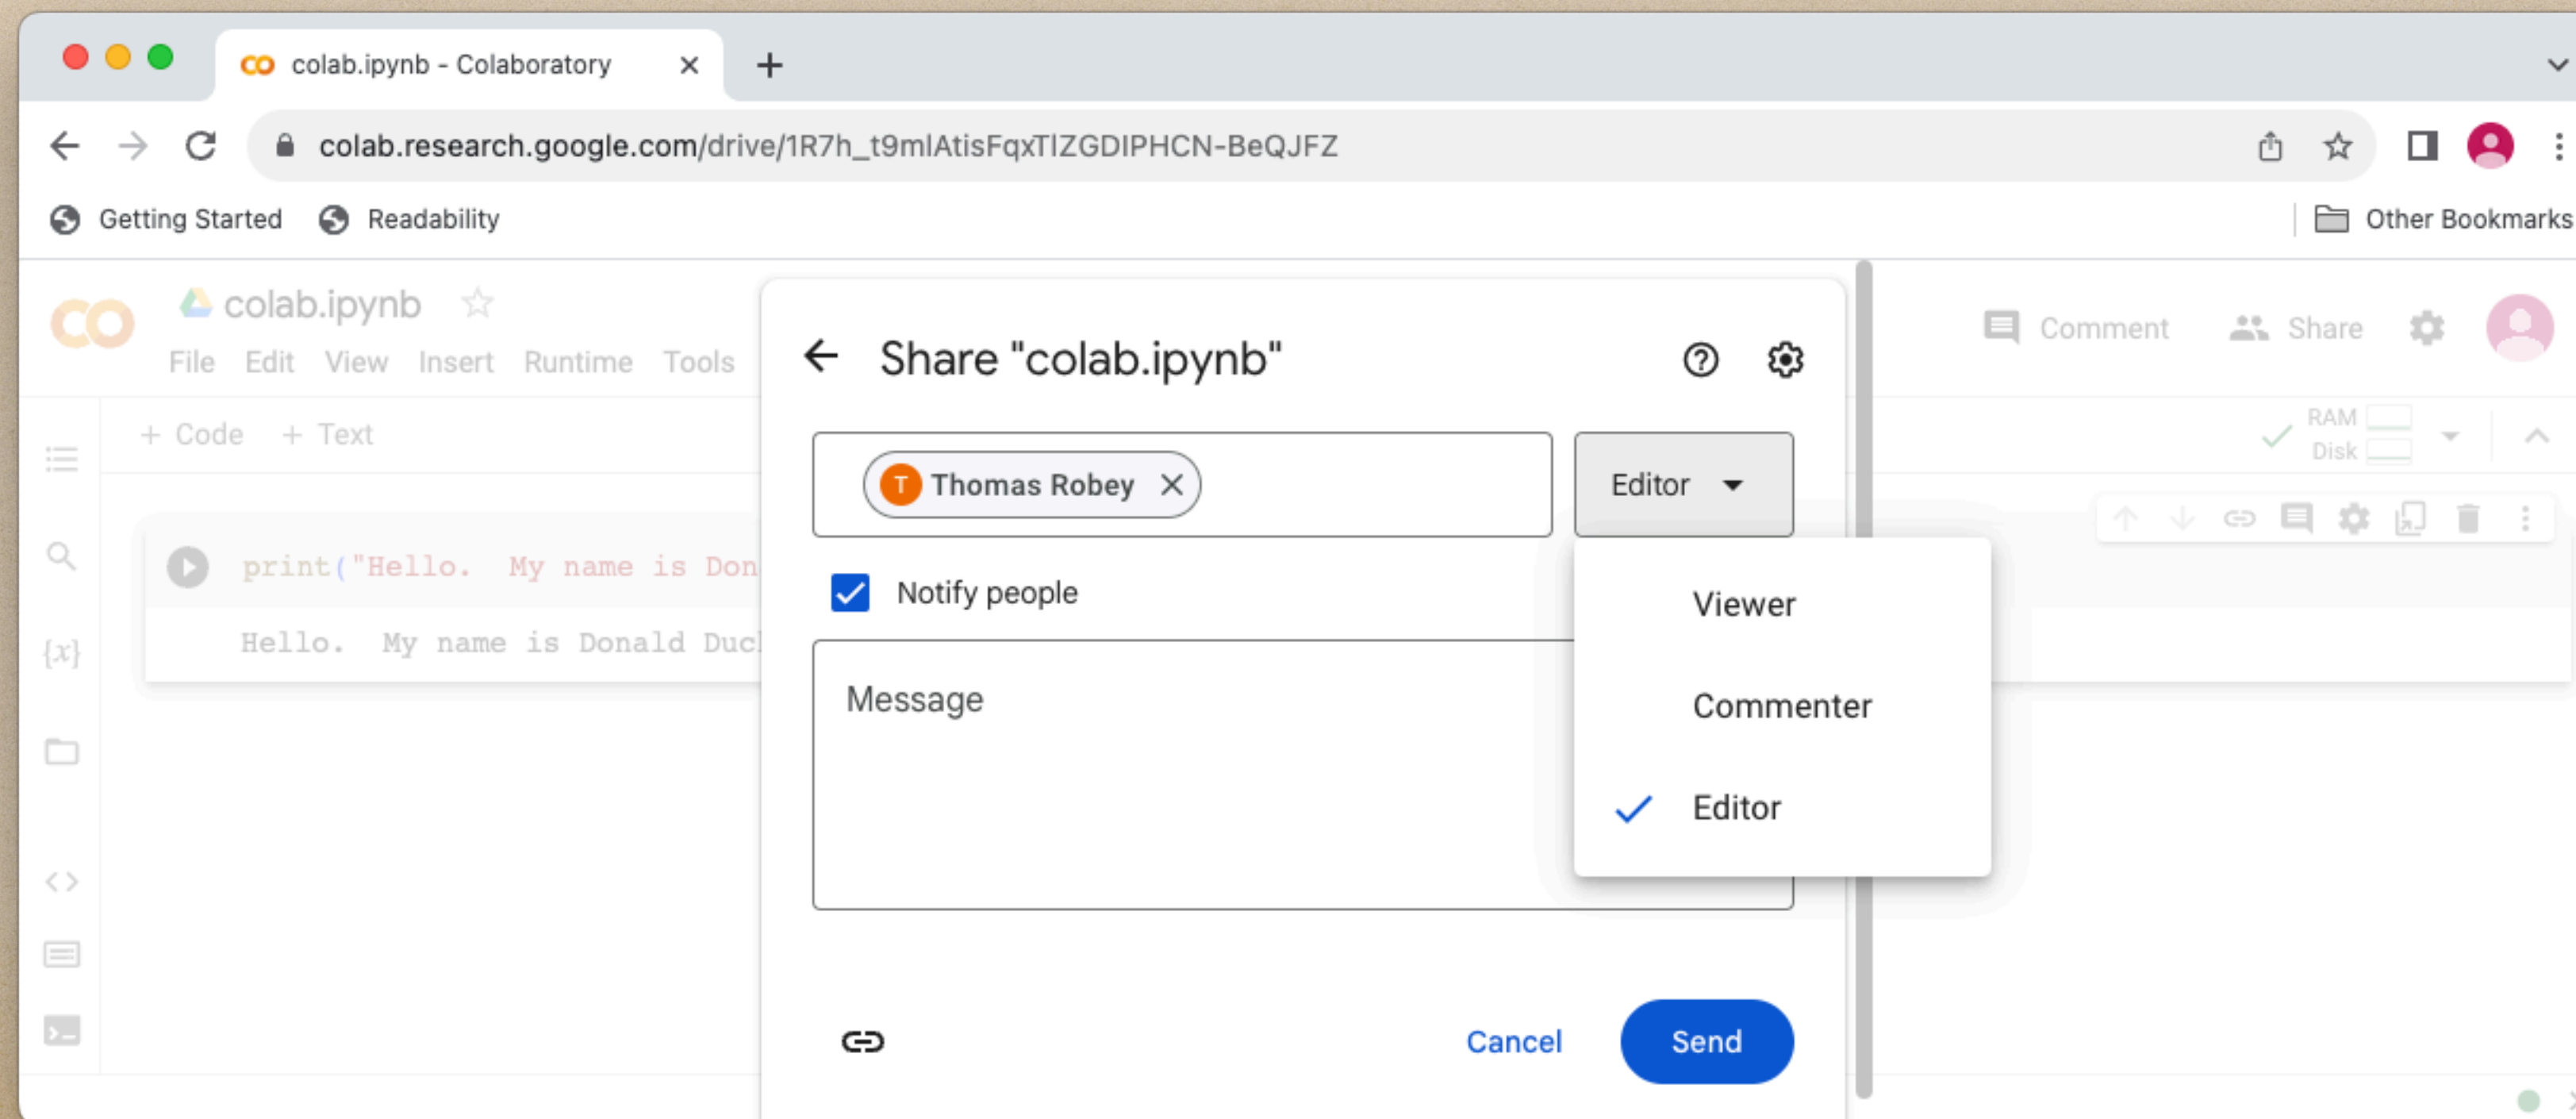 colab.ipynb - Colaboratory
colab.research.google.com/drive/1R7h_t9mlAtisFqxTlZGDIPHCN-BeQJFZ
Getting Started Readability Other Bookmarks
colab.ipynb
File Edit View Insert Runtime Tools
Comment Share
Share "colab.ipynb"
+ Code + Text
RAM
Disk
T Thomas Robey
Editor
print("Hello.  My name is Don
Notify people
Viewer
Hello.  My name is Donald Duc
{x}
Message
Commenter
Editor
Cancel Send